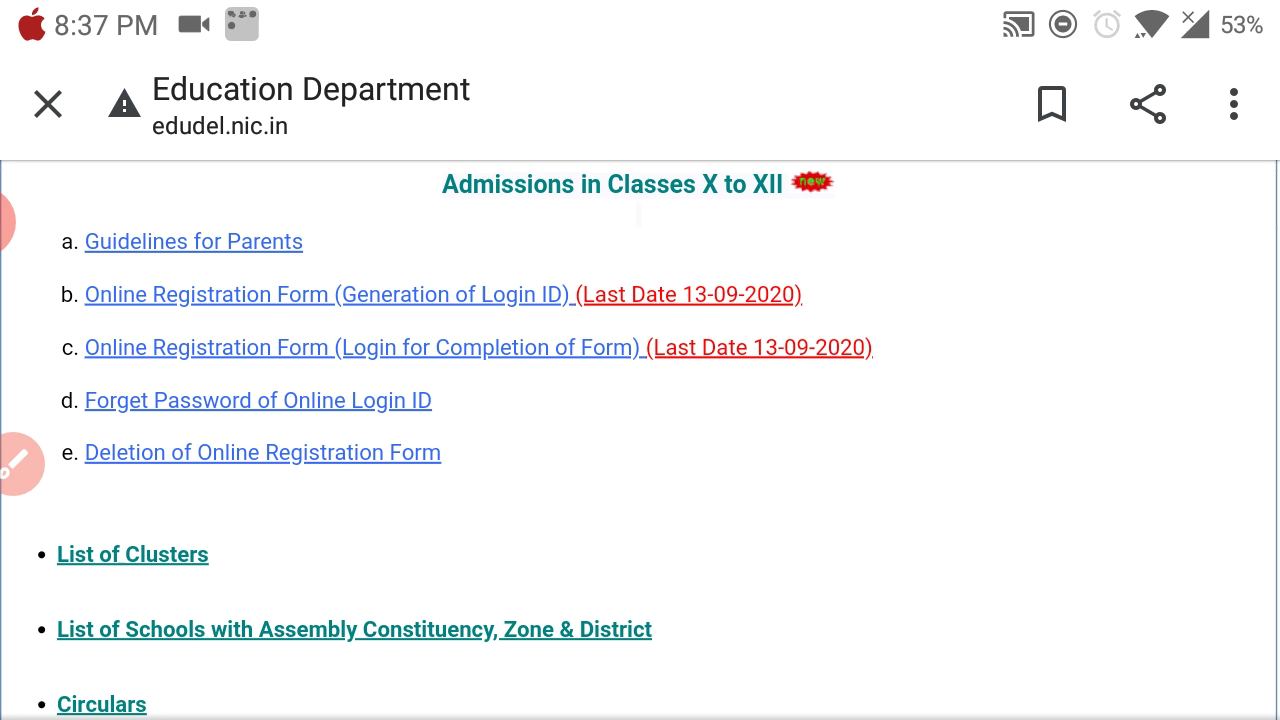 8:37 PM 53%
Education Department
edudel.nic.in
Admissions in Classes X to XII new
a. Guidelines for Parents
b. Online Registration Form (Generation of Login ID) (Last Date 13-09-2020)
c. Online Registration Form (Login for Completion of Form) (Last Date 13-09-2020)
d. Forget Password of Online Login ID
e. Deletion of Online Registration Form
• List of Clusters
• List of Schools with Assembly Constituency, Zone & District
• Circulars